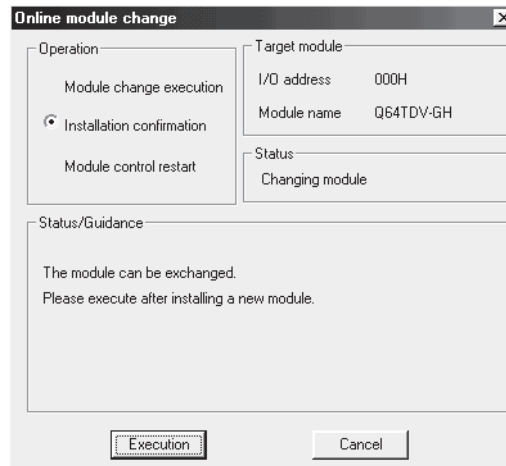 Online module change
Operation
Module change execution
Installation confirmation
Module control restart
Target module
I/O address 000H
Module name Q64TDV-GH
Status
Changing module
Status/Guidance
The module can be exchanged.
Please execute after installing a new module.
Execution Cancel